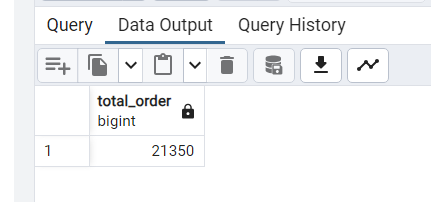 Query Data Output Query History
total_order
bigint
1 21350